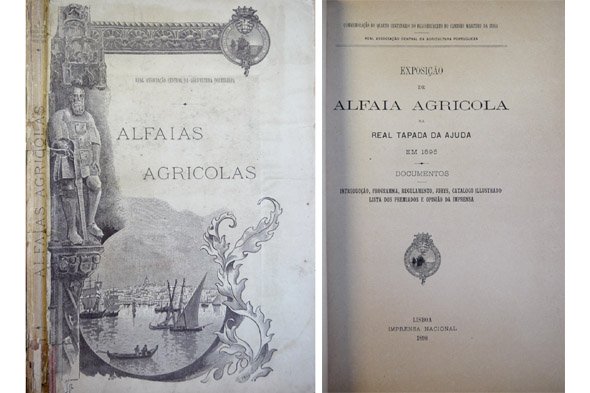 ALFAIAS AGRICOLAS
REAL ASSOCIAÇÃO CENTRAL DA AGRICULTURA PORTUGUEZA
ALFAIAS
AGRICOLAS
COMMEMORAÇÃO DO QUARTO CENTENARIO DO DESCOBRIMENTO DO CAMINHO MARITIMO DA INDIA
REAL ASSOCIAÇÃO CENTRAL DA AGRICULTURA PORTUGUEZA
EXPOSIÇÃO
DE
ALFAIA AGRICOLA
NA
REAL TAPADA DA AJUDA
EM 1898
DOCUMENTOS
INTRODUCÇÃO, PROGRAMMA, REGULAMENTO, JURYS, CATALOGO ILLUSTRADO
LISTA DOS PREMIADOS E OPINIÃO DA IMPRENSA
LISBOA
IMPRENSA NACIONAL
1898